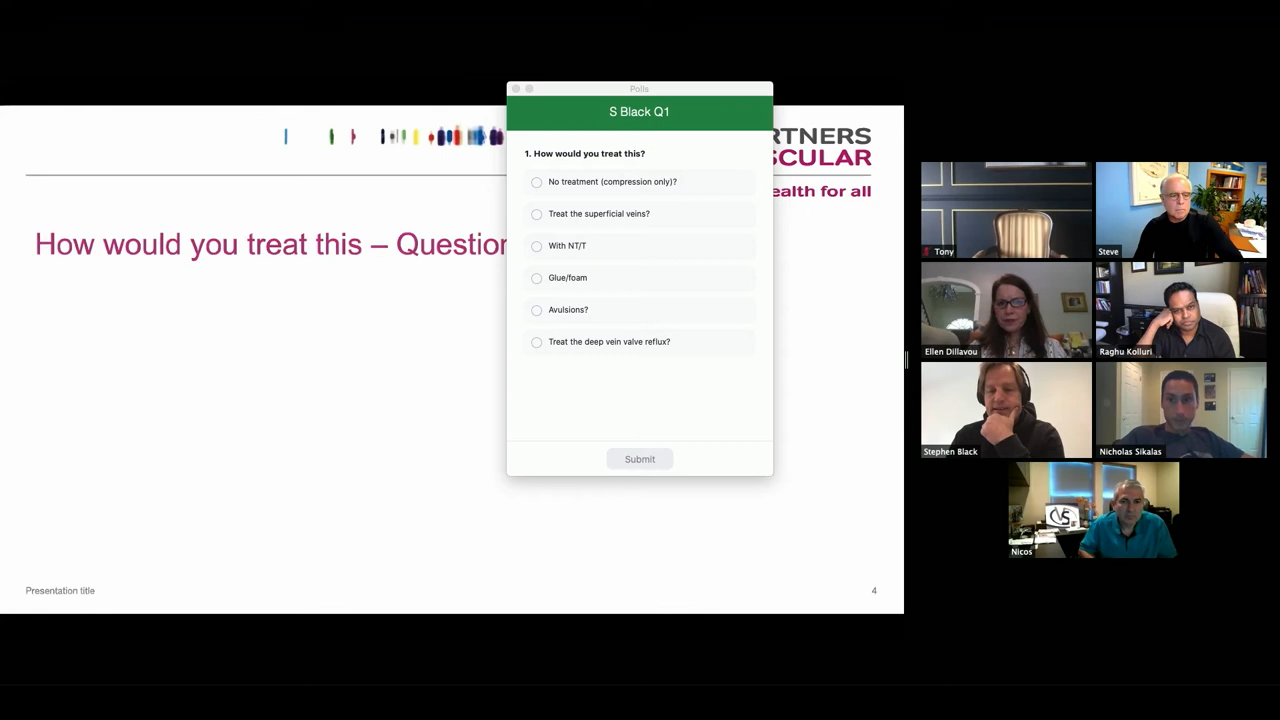 Polls
S Black Q1
1. How would you treat this?
No treatment (compression only)?
Treat the superficial veins?
With NT/T
Glue/foam
Avulsions?
Treat the deep vein valve reflux?
Submit
RTNERS
SCULAR
ealth for all
How would you treat this – Question
Presentation title
4
Tony
Steve
Ellen Dillavou
Raghu Kolluri
Stephen Black
Nicholas Sikalas
Nicos